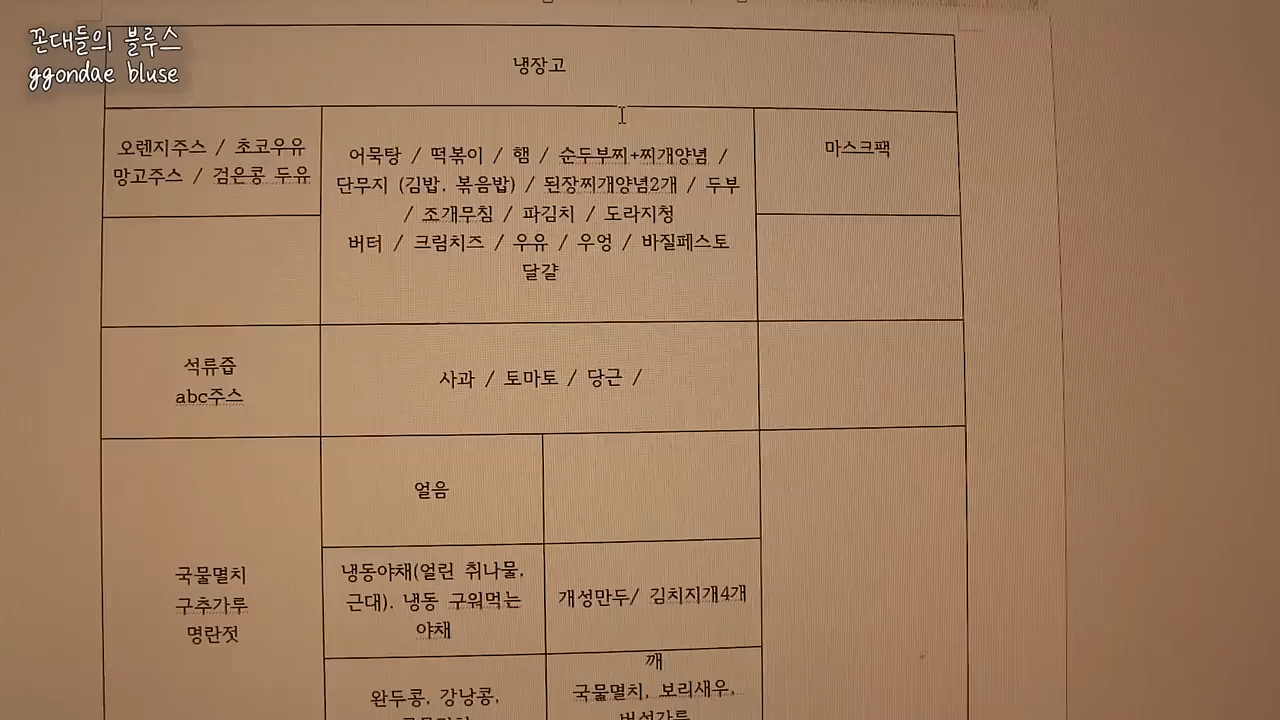 꼰대들의 블루스
ggondae bluse
냉장고
오렌지주스 / 초코우유
망고주스 / 검은콩 두유
어묵탕 / 떡볶이 / 햄 / 순두부찌+찌개양념 /
단무지 (김밥, 볶음밥) / 된장찌개양념2개 / 두부
/ 조개무침 / 파김치 / 도라지청
버터 / 크림치즈 / 우유 / 우엉 / 바질페스토
달걀
마스크팩
석류즙
abc주스
사과 / 토마토 / 당근 /
얼음
국물멸치
구추가루
명란젓
냉동야채(얼린 취나물,
근대). 냉동 구워먹는
야채
개성만두/ 김치지개4개
완두콩, 강낭콩,
깨
국물멸치, 보리새우,
버섯가루